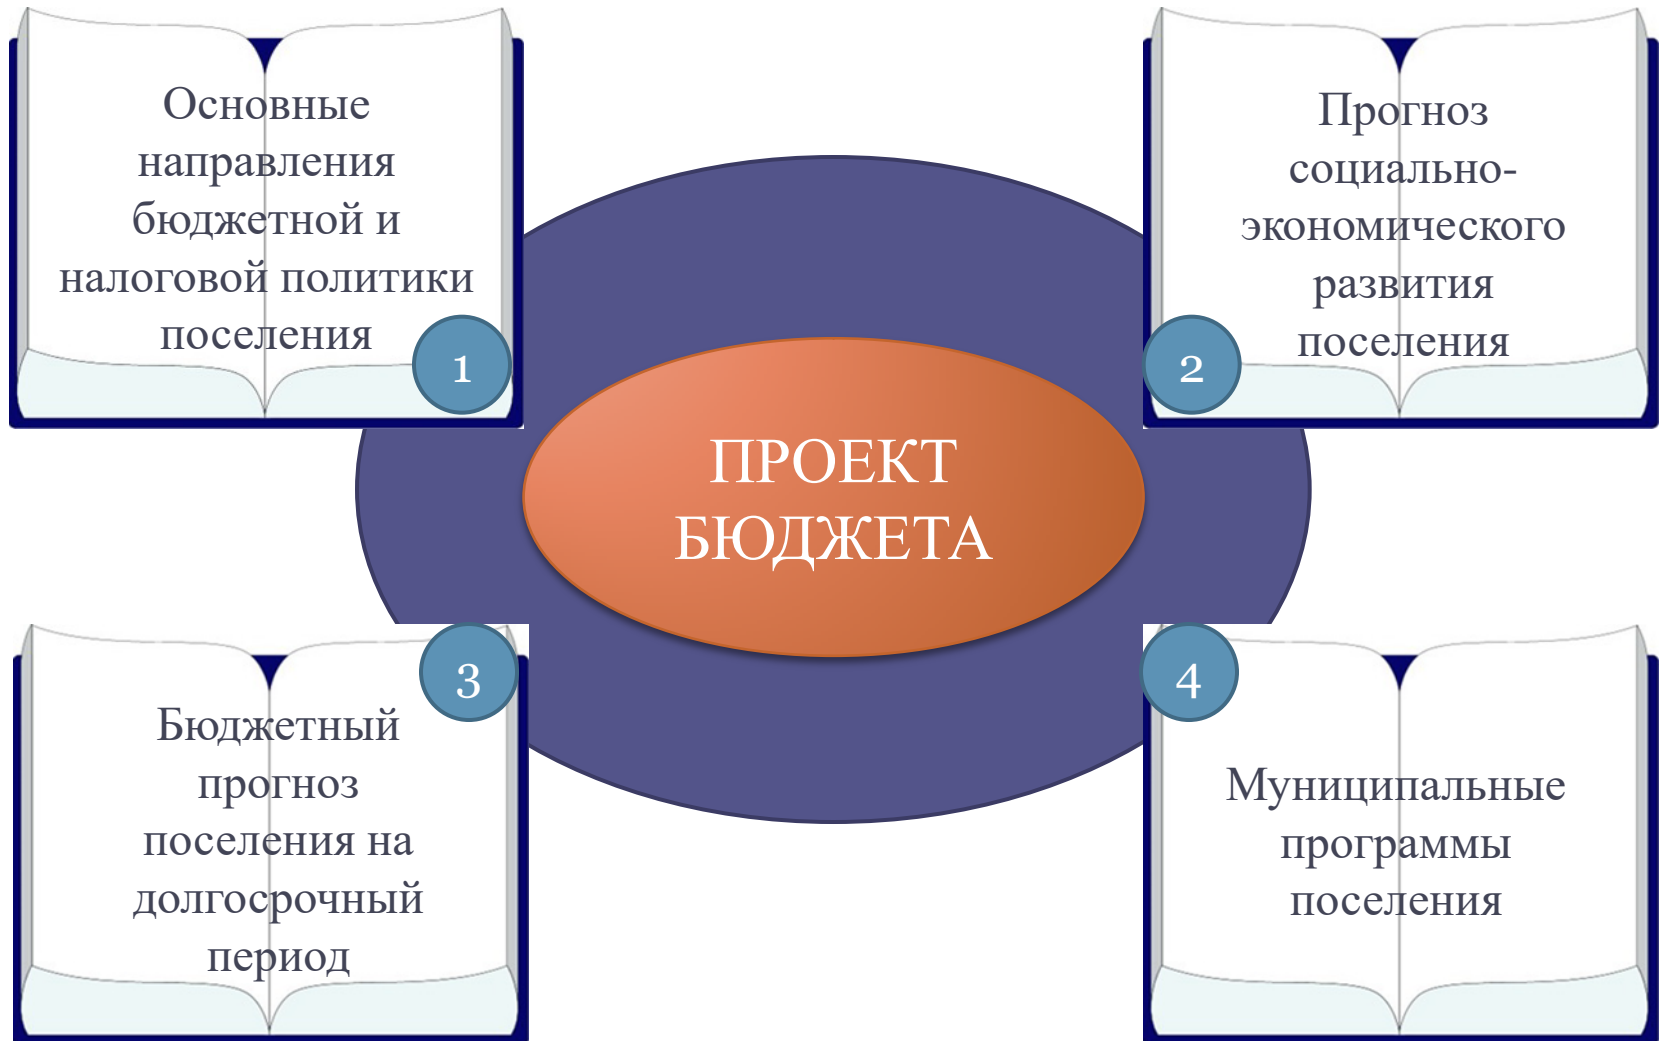 Основные
направления
бюджетной и
налоговой политики
поселения
1
Прогноз
социально-
экономического
развития
поселения
2
ПРОЕКТ
БЮДЖЕТА
3
Бюджетный
прогноз
поселения на
долгосрочный
период
4
Муниципальные
программы
поселения